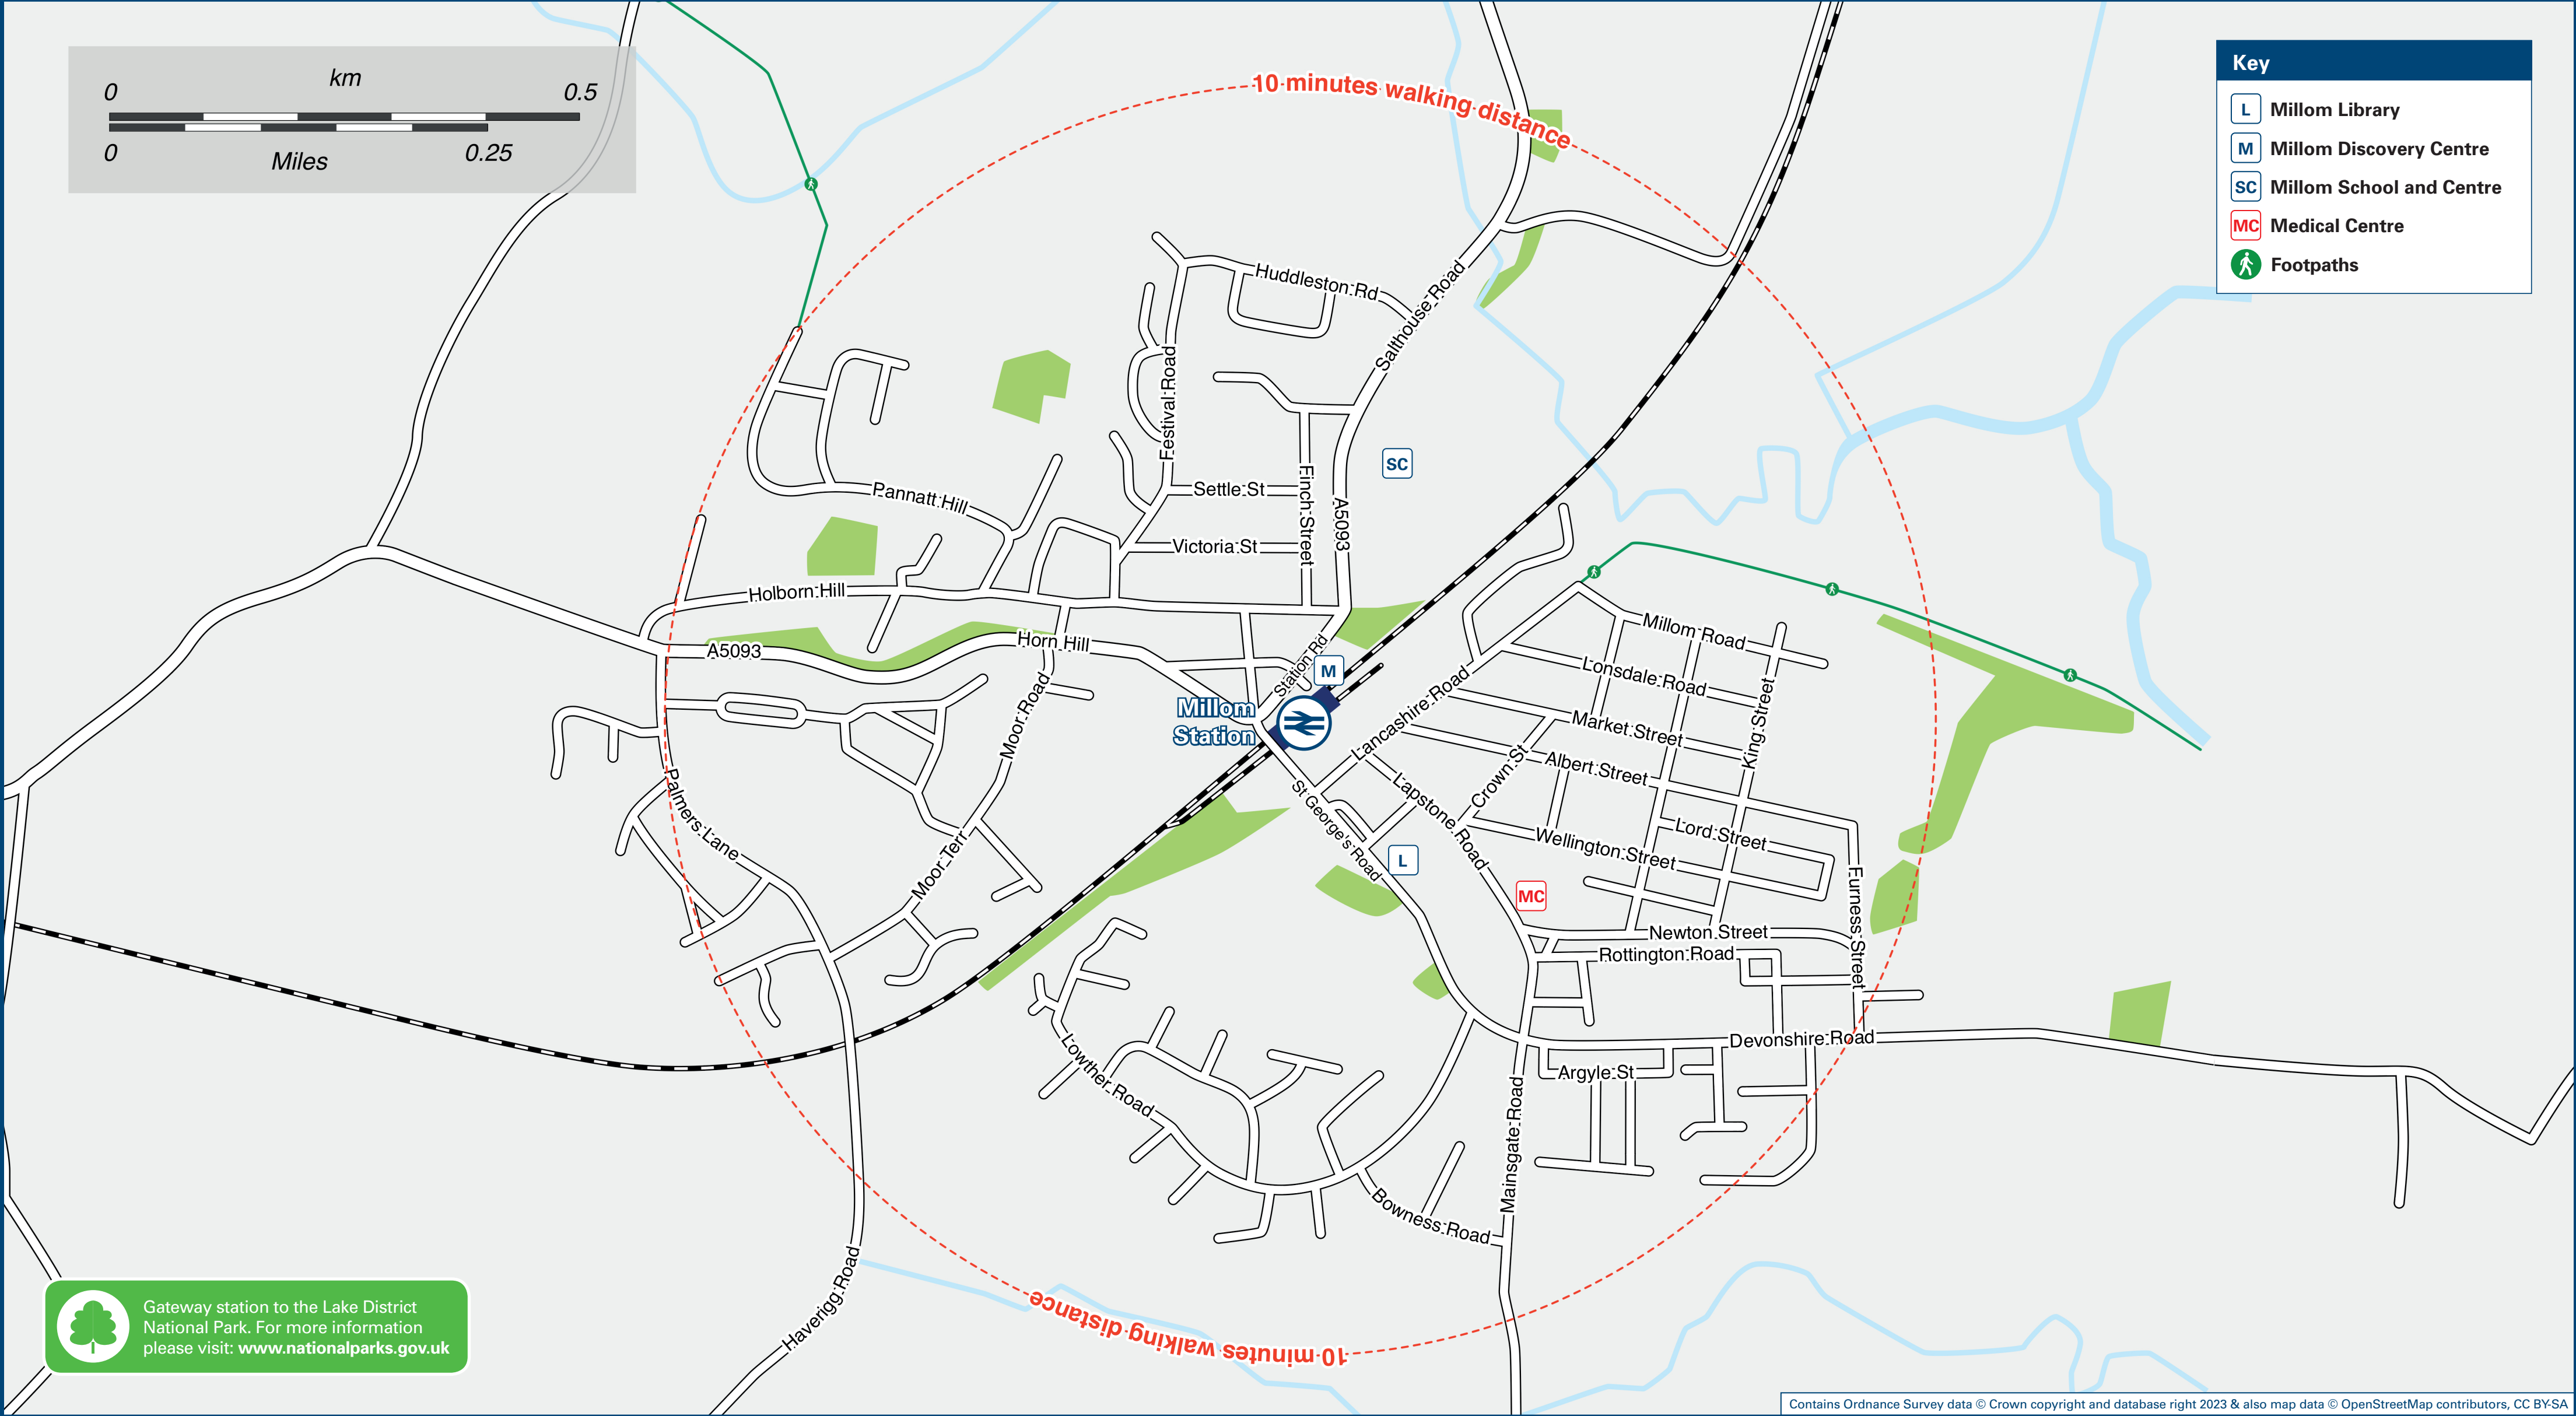 km
0 0.5
0 0.25
Miles
10 minutes walking distance
Key
L Millom Library
M Millom Discovery Centre
SC Millom School and Centre
MC Medical Centre
Footpaths
Huddleston Rd
Salthouse Road
Festival Road
SC
Pannatt Hill
Settle St
Finch Street
A5093
Victoria St
Holborn Hill
Horn Hill
A5093
Station Rd
M
Millom
Station
Moor Road
Lancashire Road
Millom Road
Lonsdale Road
Market Street
King Street
Albert Street
Crown St
Lapstone Road
St George's Road
Palmers Lane
Moor Terr
L
MC
Wellington Street
Lord Street
Furness Street
Newton Street
Rottington Road
Devonshire Road
Argyle St
Lowther Road
Mainsgate Road
Bowness Road
Haverigg Road
10 minutes walking distance
Gateway station to the Lake District
National Park. For more information
please visit: www.nationalparks.gov.uk
Contains Ordnance Survey data © Crown copyright and database right 2023 & also map data © OpenStreetMap contributors, CC BY-SA